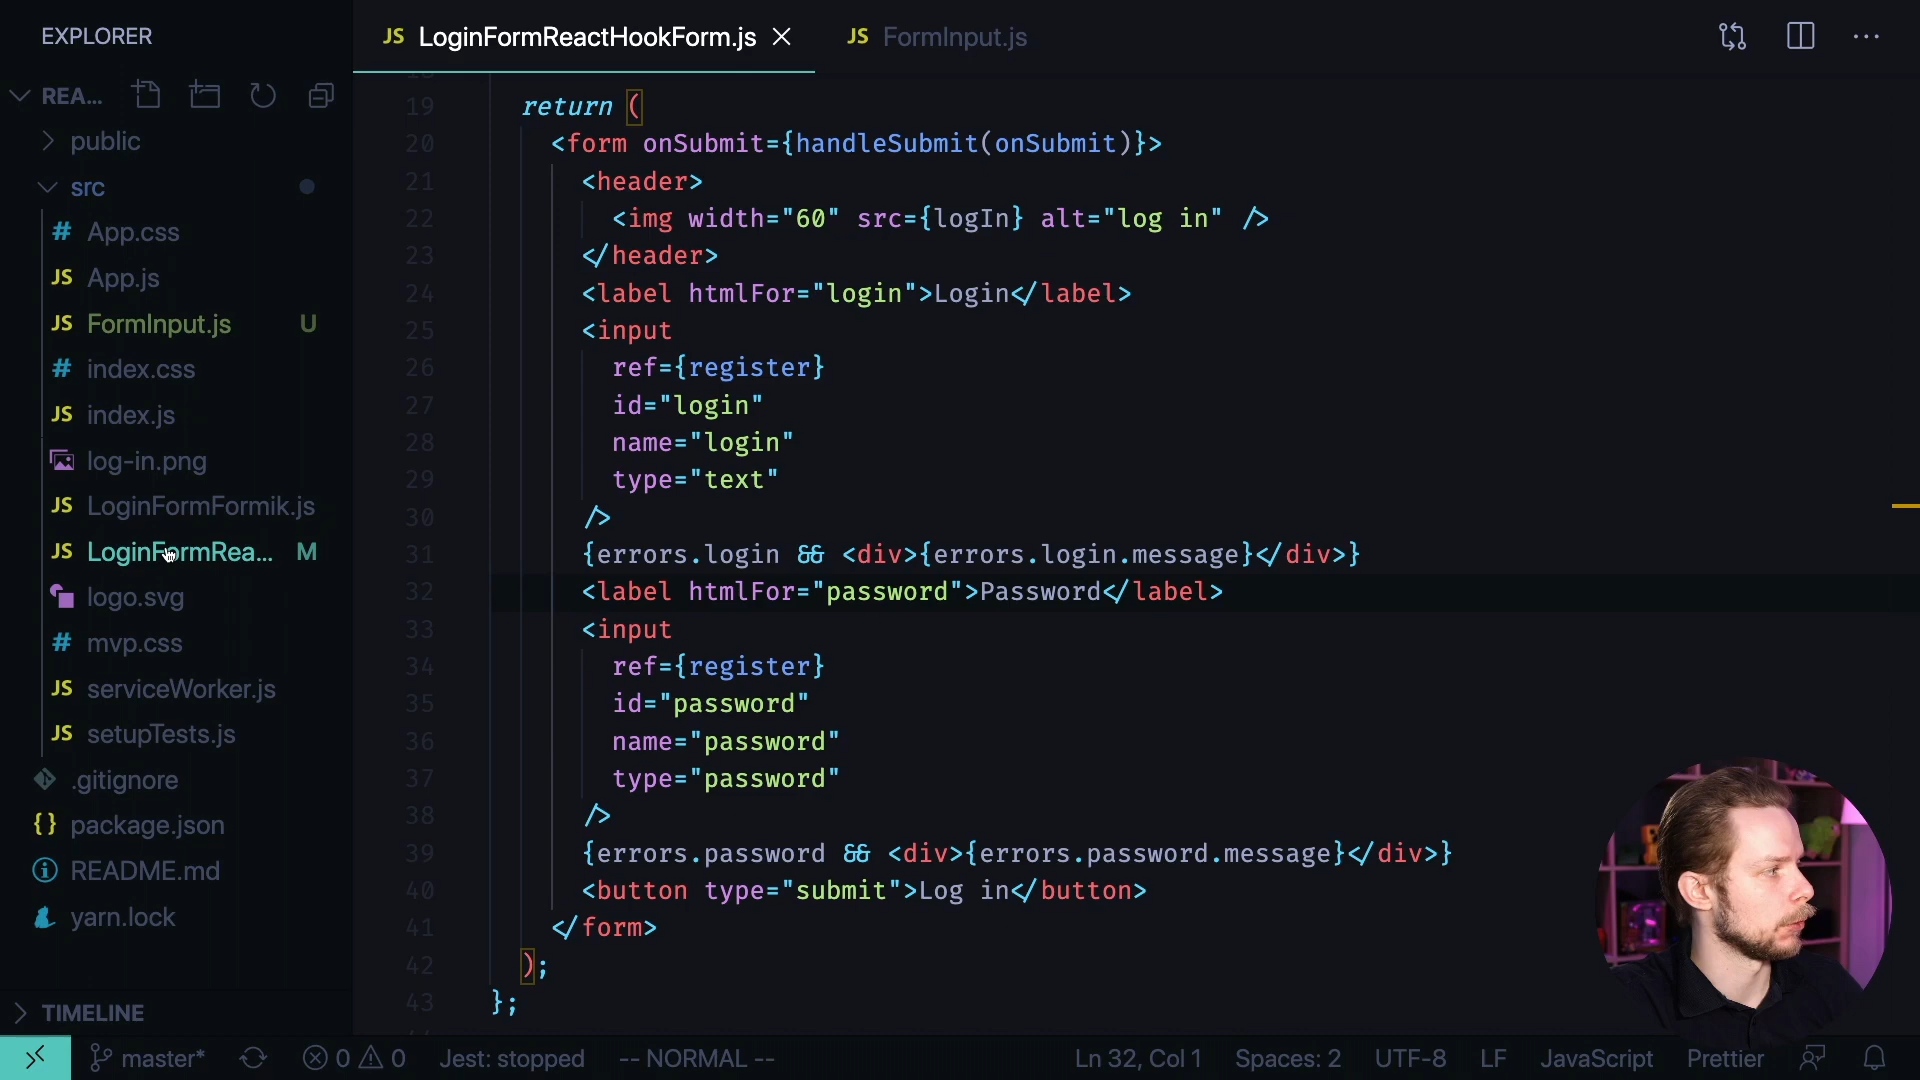 EXPLORER
JS LoginFormReactHookForm.js
JS FormInput.js
REA...
public
src
# App.css
JS App.js
JS FormInput.js U
# index.css
JS index.js
log-in.png
JS LoginFormFormik.js
JS LoginFormRea... M
logo.svg
# mvp.css
JS serviceWorker.js
JS setupTests.js
.gitignore
{} package.json
README.md
yarn.lock
TIMELINE
19 return (
20 <form onSubmit={handleSubmit(onSubmit)}>
21 <header>
22 <img width="60" src={logIn} alt="log in" />
23 </header>
24 <label htmlFor="login">Login</label>
25 <input
26 ref={register}
27 id="login"
28 name="login"
29 type="text"
30 />
31 {errors.login && <div>{errors.login.message}</div>}
32 <label htmlFor="password">Password</label>
33 <input
34 ref={register}
35 id="password"
36 name="password"
37 type="password"
38 />
39 {errors.password && <div>{errors.password.message}</div>}
40 <button type="submit">Log in</button>
41 </form>
42 );
43 };
master* 0 0 Jest: stopped -- NORMAL -- Ln 32, Col 1 Spaces: 2 UTF-8 LF JavaScript Prettier